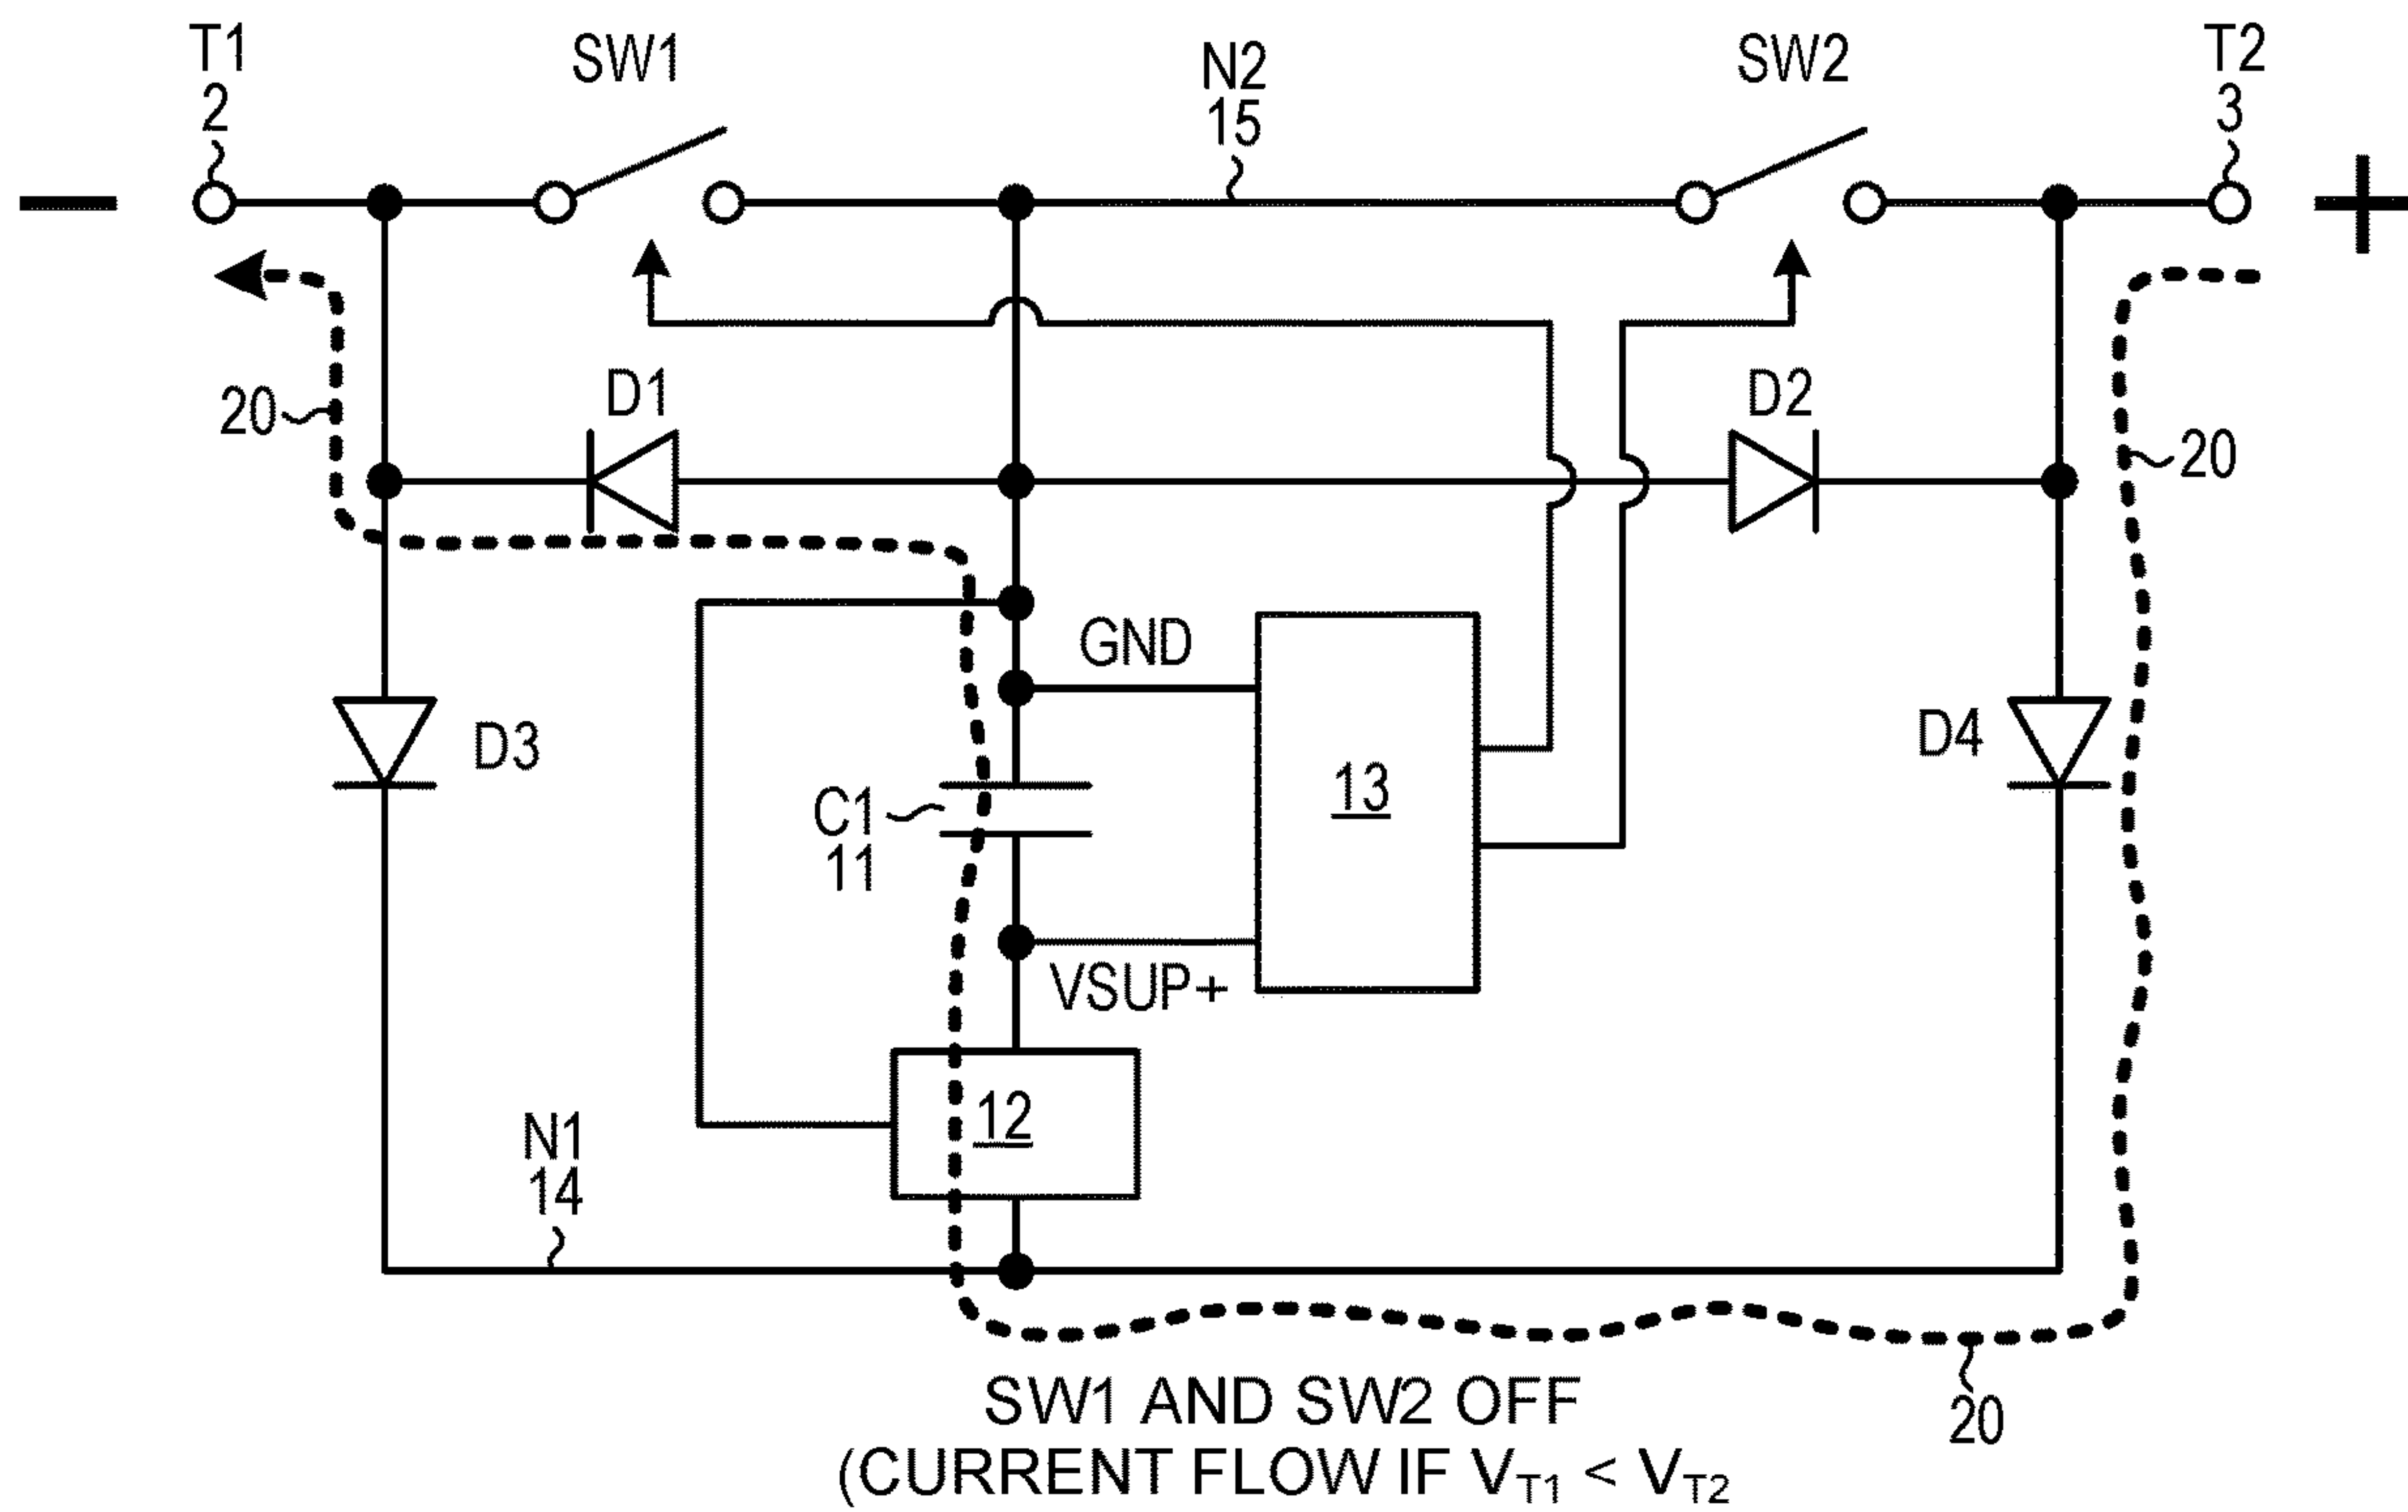 T1
2
SW1
N2
15
SW2
T2
3
−
+
20
D1
D2
20
GND
D3
C1
11
13
D4
VSUP+
12
N1
14
20
SW1 AND SW2 OFF
(CURRENT FLOW IF VT1 < VT2